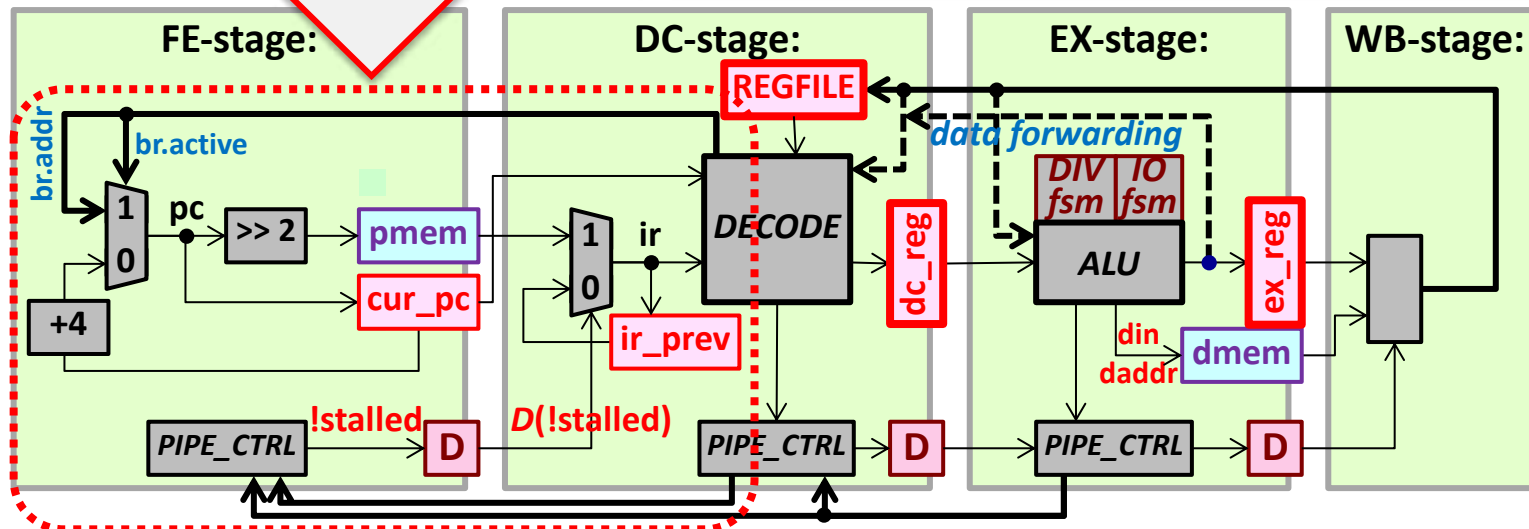 FE-stage:
DC-stage:
EX-stage:
WB-stage:
REGFILE
br.addr
br.active
data forwarding
DIV
fsm
IO
fsm
1
0
pc
>> 2
pmem
1
0
ir
DECODE
dc_reg
ALU
ex_reg
cur_pc
+4
ir_prev
din
daddr
dmem
!stalled
D(!stalled)
PIPE_CTRL
D
PIPE_CTRL
D
PIPE_CTRL
D